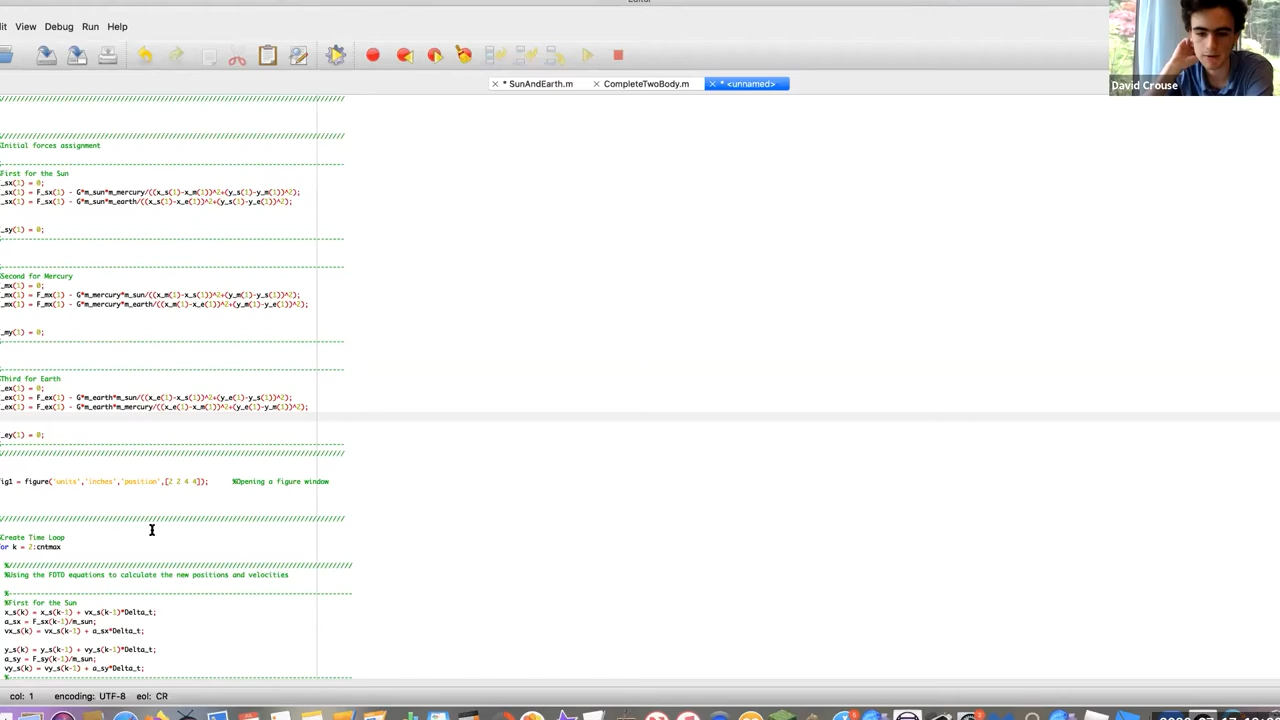 Editor
it View Debug Run Help
David Crouse
* SunAndEarth.m CompleteTwoBody.m * <unnamed>
////////////////////////////////////////////////////////////////////////
////////////////////////////////////////////////////////////////////////
%Initial forces assignment
%First for the Sun
_sx(1) = 0;
_sx(1) = F_sx(1) - G*m_sun*m_mercury/((x_s(1)-x_m(1))^2+(y_s(1)-y_m(1))^2);
_sx(1) = F_sx(1) - G*m_sun*m_earth/((x_s(1)-x_e(1))^2+(y_s(1)-y_e(1))^2);
_sy(1) = 0;
%Second for Mercury
_mx(1) = 0;
_mx(1) = F_mx(1) - G*m_mercury*m_sun/((x_m(1)-x_s(1))^2+(y_m(1)-y_s(1))^2);
_mx(1) = F_mx(1) - G*m_mercury*m_earth/((x_m(1)-x_e(1))^2+(y_m(1)-y_e(1))^2);
_my(1) = 0;
%Third for Earth
_ex(1) = 0;
_ex(1) = F_ex(1) - G*m_earth*m_sun/((x_e(1)-x_s(1))^2+(y_e(1)-y_s(1))^2);
_ex(1) = F_ex(1) - G*m_earth*m_mercury/((x_e(1)-x_m(1))^2+(y_e(1)-y_m(1))^2);
_ey(1) = 0;
////////////////////////////////////////////////////////////////////////
fig1 = figure('units','inches','position',[2 2 4 4]); %Opening a figure window
////////////////////////////////////////////////////////////////////////
%Create Time Loop
for k = 2:cntmax
%////////////////////////////////////////////////////////////////////////
%Using the FDTD equations to calculate the new positions and velocities
%------------------------------------------------------------------------
%First for the Sun
x_s(k) = x_s(k-1) + vx_s(k-1)*Delta_t;
a_sx = F_sx(k-1)/m_sun;
vx_s(k) = vx_s(k-1) + a_sx*Delta_t;
y_s(k) = y_s(k-1) + vy_s(k-1)*Delta_t;
a_sy = F_sy(k-1)/m_sun;
vy_s(k) = vy_s(k-1) + a_sy*Delta_t;
%------------------------------------------------------------------------
col: 1 encoding: UTF-8 eol: CR